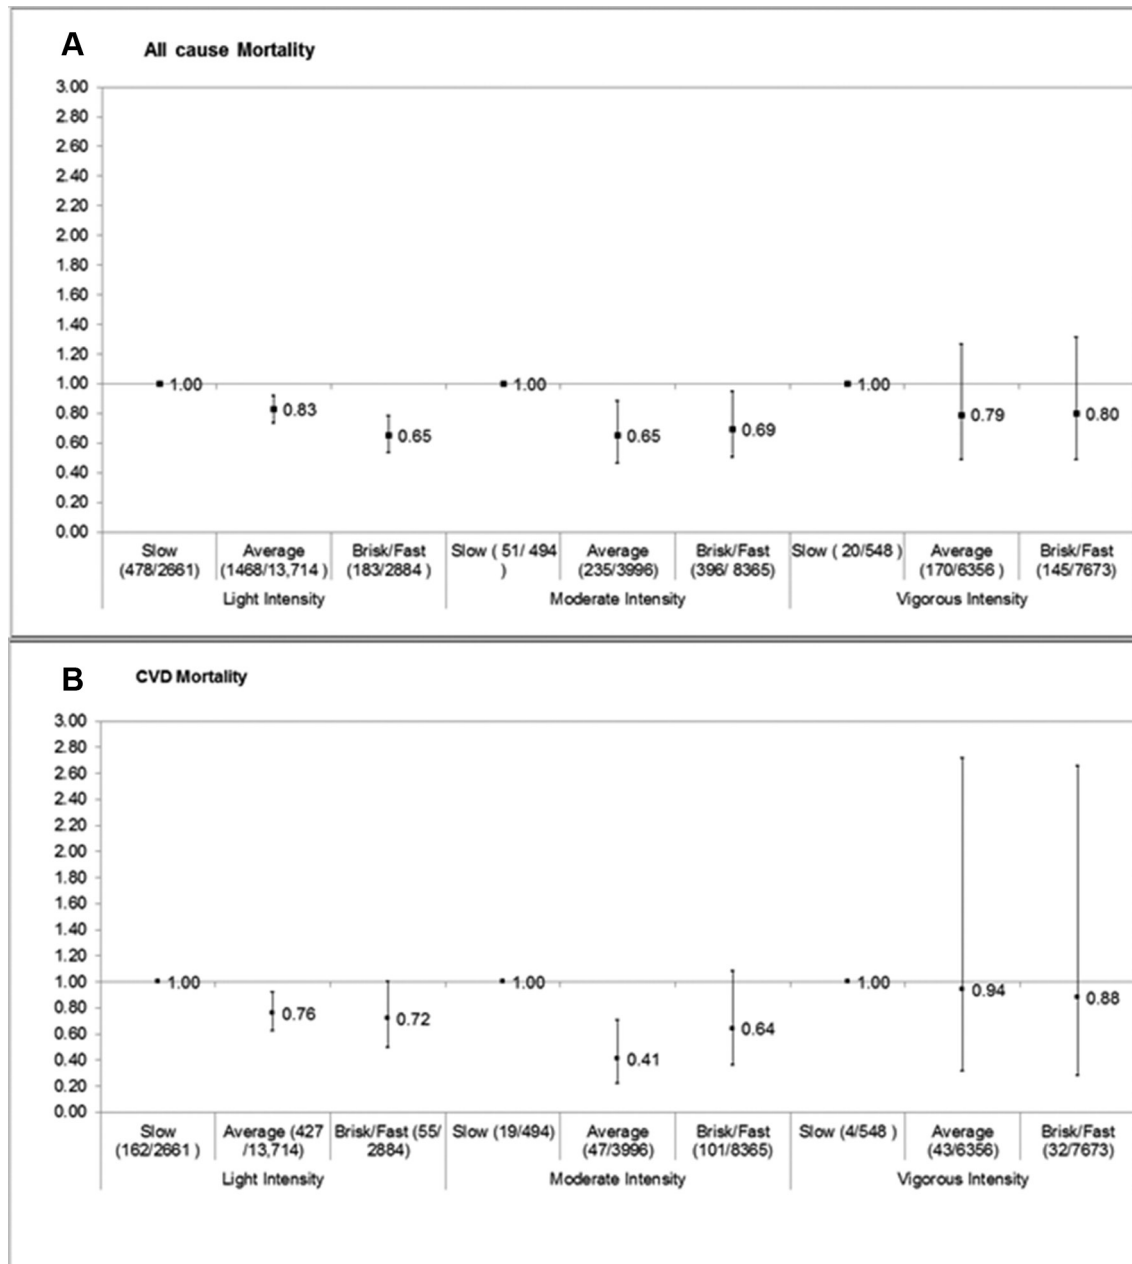 A
All cause Mortality
3.00
2.80
2.60
2.40
2.20
2.00
1.80
1.60
1.40
1.20
1.00
0.80
0.60
0.40
0.20
0.00
1.00
0.83
0.65
1.00
0.65
0.69
1.00
0.79
0.80
Slow
(478/2661)
Average
(1468/13,714 )
Brisk/Fast
(183/2884 )
Slow ( 51/ 494
)
Average
(235/3996)
Brisk/Fast
(396/ 8365)
Slow ( 20/548 )
Average
(170/6356 )
Brisk/Fast
(145/7673)
Light Intensity
Moderate Intensity
Vigorous Intensity
B
CVD Mortality
3.00
2.80
2.60
2.40
2.20
2.00
1.80
1.60
1.40
1.20
1.00
0.80
0.60
0.40
0.20
0.00
1.00
0.76
0.72
1.00
0.41
0.64
1.00
0.94
0.88
Slow
(162/2661 )
Average (427
/13,714)
Brisk/Fast (55/
2884)
Slow (19/494)
Average
(47/3996)
Brisk/Fast
(101/8365)
Slow (4/548 )
Average
(43/6356)
Brisk/Fast
(32/7673)
Light Intensity
Moderate Intensity
Vigorous Intensity